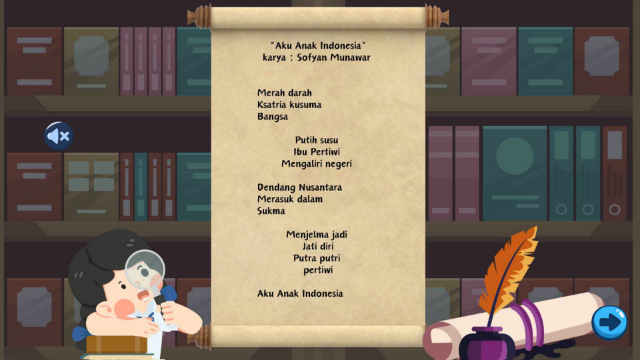 "Aku Anak Indonesia"
karya : Sofyan Munawar
Merah darah
Ksatria kusuma
Bangsa
Putih susu
Ibu Pertiwi
Mengaliri negeri
Dendang Nusantara
Merasuk dalam
Sukma
Menjelma jadi
Jati diri
Putra putri
pertiwi
Aku Anak Indonesia